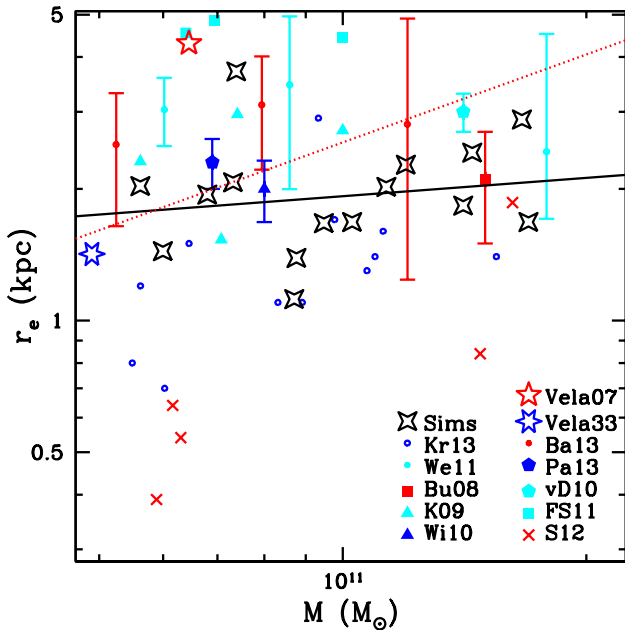 5
1
0.5
r_e (kpc)
10^11
M (M_⊙)
Vela07
Sims Vela33
Kr13 Ba13
We11 Pa13
Bu08 vD10
K09 FS11
Wi10 S12